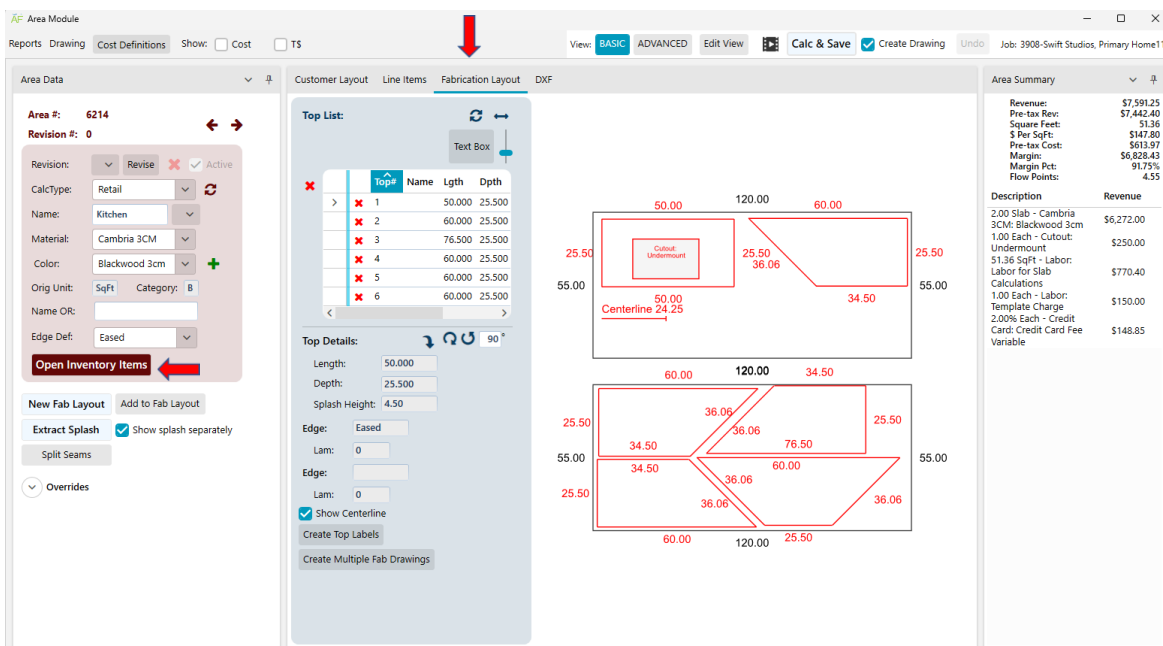 AF Area Module
Reports Drawing Cost Definitions Show: Cost T$ View: BASIC ADVANCED Edit View Calc & Save Create Drawing Undo Job: 3908-Swift Studios, Primary Home11
Area Data
Area #: 6214
Revision #: 0
Revision: Revise Active
CalcType: Retail
Name: Kitchen
Material: Cambria 3CM
Color: Blackwood 3cm
Orig Unit: SqFt Category: B
Name OR:
Edge Def: Eased
Open Inventory Items
New Fab Layout Add to Fab Layout
Extract Splash Show splash separately
Split Seams
Overrides
Customer Layout Line Items Fabrication Layout DXF
Top List:
Text Box
Top# Name Lgth Dpth
1 50.000 25.500
2 60.000 25.500
3 76.500 25.500
4 60.000 25.500
5 60.000 25.500
6 60.000 25.500
Top Details: 90°
Length: 50.000
Depth: 25.500
Splash Height: 4.50
Edge: Eased
Lam: 0
Edge:
Lam: 0
Show Centerline
Create Top Labels
Create Multiple Fab Drawings
50.00 120.00 60.00
25.50 Cutout: Undermount 25.50 25.50
36.06
55.00 55.00
50.00 34.50
Centerline 24.25
60.00 120.00 34.50
25.50 36.06 25.50
36.06
34.50 76.50
55.00 34.50 60.00 55.00
36.06
25.50 36.06 36.06
60.00 120.00 25.50
Area Summary
Revenue: $7,591.25
Pre-tax Rev: $7,442.40
Square Feet: 51.36
$ Per SqFt: $147.80
Pre-tax Cost: $613.97
Margin: $6,828.43
Margin Pct: 91.75%
Flow Points: 4.55
Description Revenue
2.00 Slab - Cambria
3CM: Blackwood 3cm $6,272.00
1.00 Each - Cutout:
Undermount $250.00
51.36 SqFt - Labor:
Labor for Slab $770.40
Calculations
1.00 Each - Labor:
Template Charge $150.00
2.00% Each - Credit
Card: Credit Card Fee $148.85
Variable